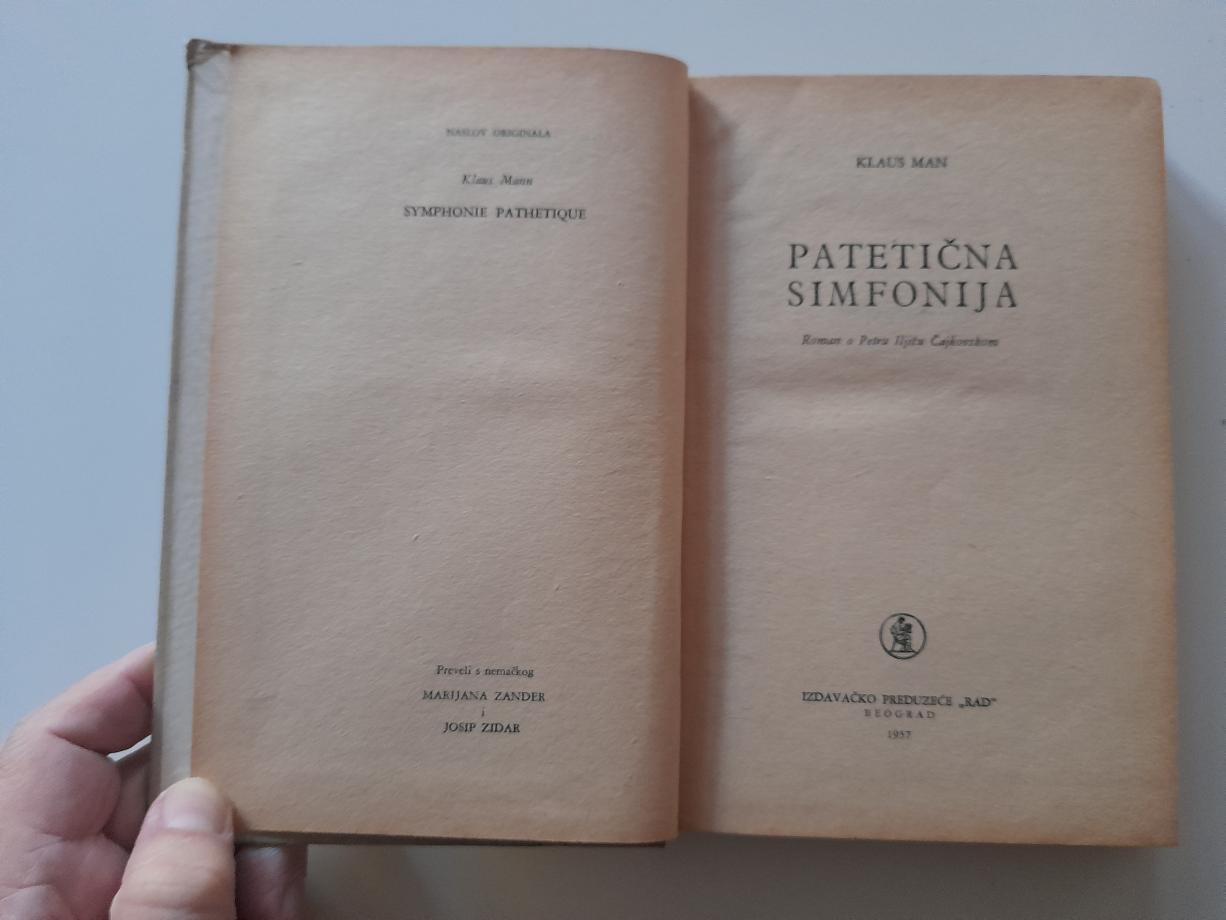 NASLOV ORIGINALA
Klaus Mann
SYMPHONIE PATHETIQUE
Preveli s nemačkog
MARIJANA ZANDER
i
JOSIP ZIDAR
KLAUS MAN
PATETIČNA
SIMFONIJA
Roman o Petru Iljiču Čajkovskom
IZDAVAČKO PREDUZEĆE „RAD"
BEOGRAD
1957